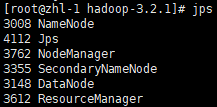 [root@zhl-1 hadoop-3.2.1]# jps
3008 NameNode
4112 Jps
3762 NodeManager
3355 SecondaryNameNode
3148 DataNode
3612 ResourceManager